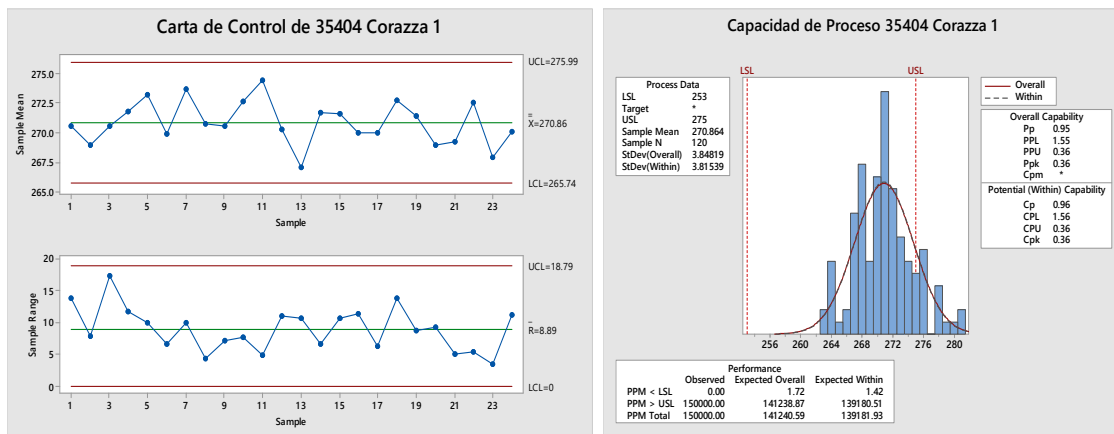 Carta de Control de 35404 Corazza 1
Sample Mean
275.0
272.5
270.0
267.5
265.0
UCL=275.99
X=270.86
LCL=265.74
1 3 5 7 9 11 13 15 17 19 21 23
Sample
Sample Range
20
15
10
5
0
UCL=18.79
R=8.89
LCL=0
1 3 5 7 9 11 13 15 17 19 21 23
Sample
Capacidad de Proceso 35404 Corazza 1
LSL USL
Process Data
LSL 253
Target *
USL 275
Sample Mean 270.864
Sample N 120
StDev(Overall) 3.84819
StDev(Within) 3.81539
Overall
Within
Overall Capability
Pp 0.95
PPL 1.55
PPU 0.36
Ppk 0.36
Cpm *
Potential (Within) Capability
Cp 0.96
CPL 1.56
CPU 0.36
Cpk 0.36
256 260 264 268 272 276 280
Performance
Observed Expected Overall Expected Within
PPM < LSL 0.00 1.72 1.42
PPM > USL 150000.00 141238.87 139180.51
PPM Total 150000.00 141240.59 139181.93